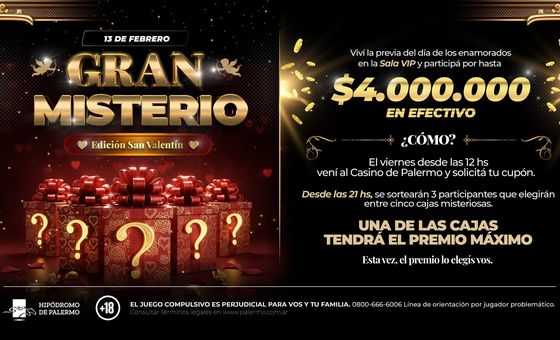 13 DE FEBRERO
GRAN
MISTERIO
Edición San Valentín
? ? ? ? ?
Viví la previa del día de los enamorados
en la Sala VIP y participá por hasta
$4.000.000
EN EFECTIVO
¿CÓMO?
El viernes desde las 12 hs
vení al Casino de Palermo y solicitá tu cupón.
Desde las 21 hs, se sortearán 3 participantes que elegirán
entre cinco cajas misteriosas.
UNA DE LAS CAJAS
TENDRÁ EL PREMIO MÁXIMO
Esta vez, el premio lo elegís vos.
HIPÓDROMO
DE PALERMO
+18
EL JUEGO COMPULSIVO ES PERJUDICIAL PARA VOS Y TU FAMILIA. 0800-666-6006 Línea de orientación por jugador problemático.
Consultar términos legales en www.palermo.com.ar